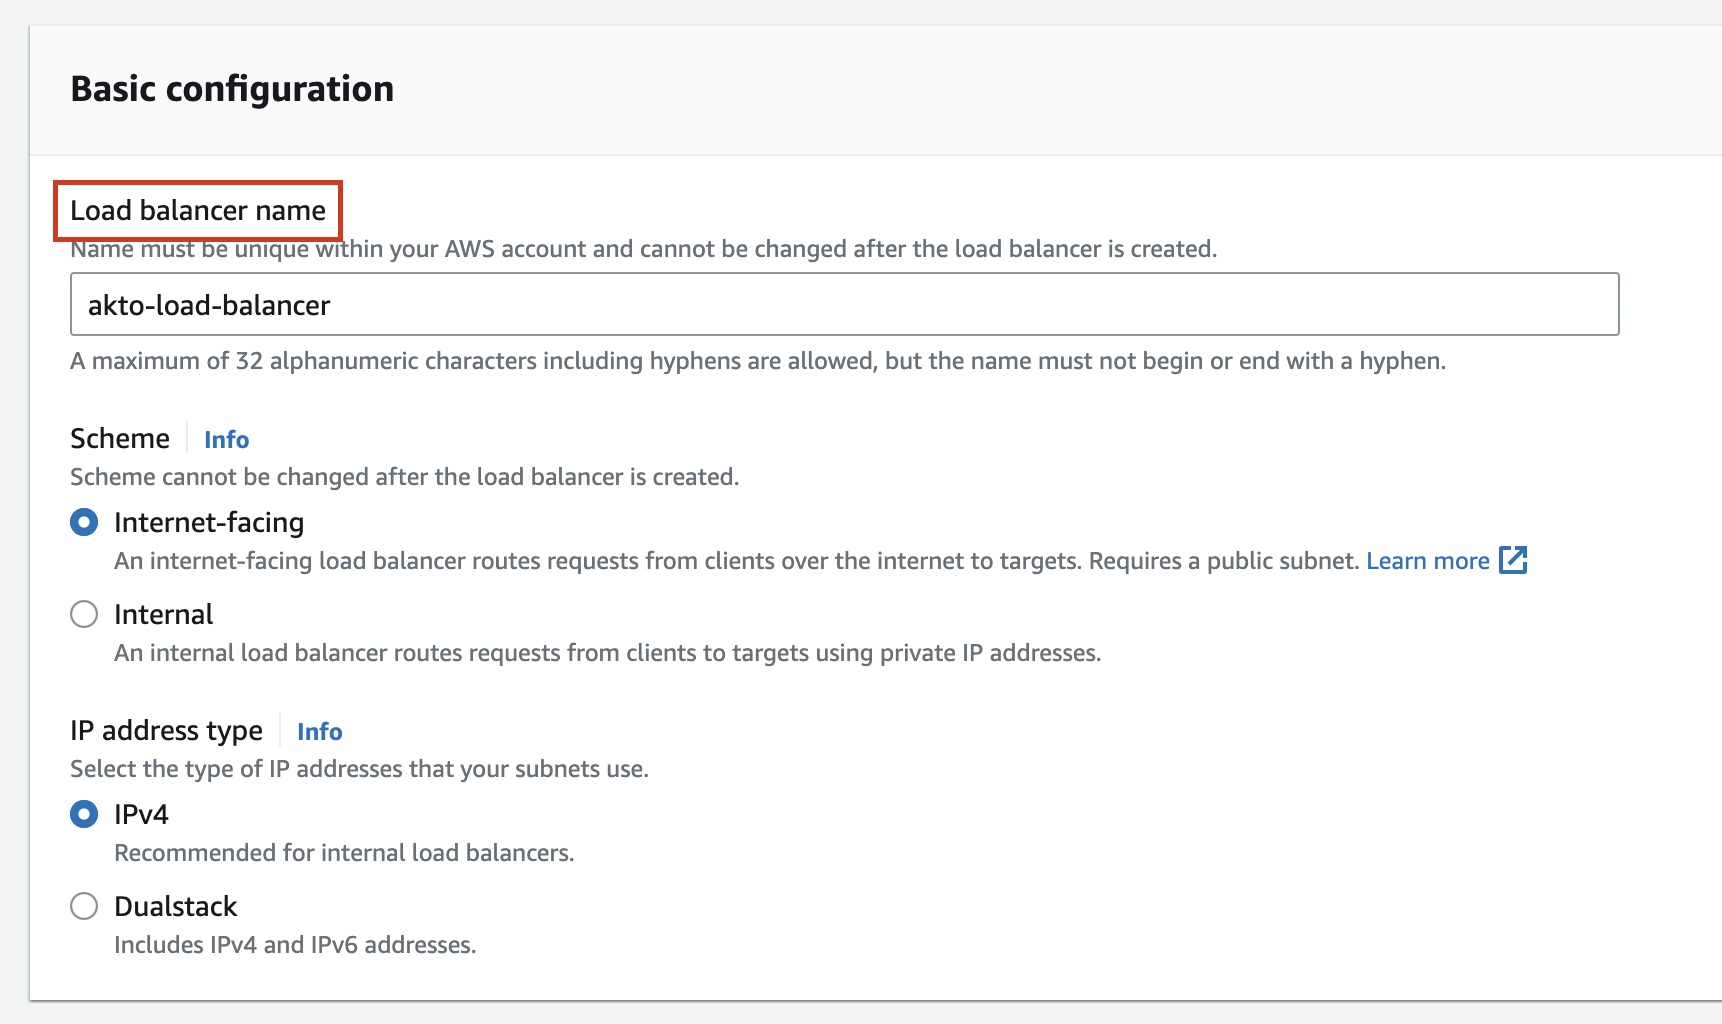 Basic configuration
Load balancer name
Name must be unique within your AWS account and cannot be changed after the load balancer is created.
akto-load-balancer
A maximum of 32 alphanumeric characters including hyphens are allowed, but the name must not begin or end with a hyphen.
Scheme Info
Scheme cannot be changed after the load balancer is created.
Internet-facing
An internet-facing load balancer routes requests from clients over the internet to targets. Requires a public subnet. Learn more
Internal
An internal load balancer routes requests from clients to targets using private IP addresses.
IP address type Info
Select the type of IP addresses that your subnets use.
IPv4
Recommended for internal load balancers.
Dualstack
Includes IPv4 and IPv6 addresses.